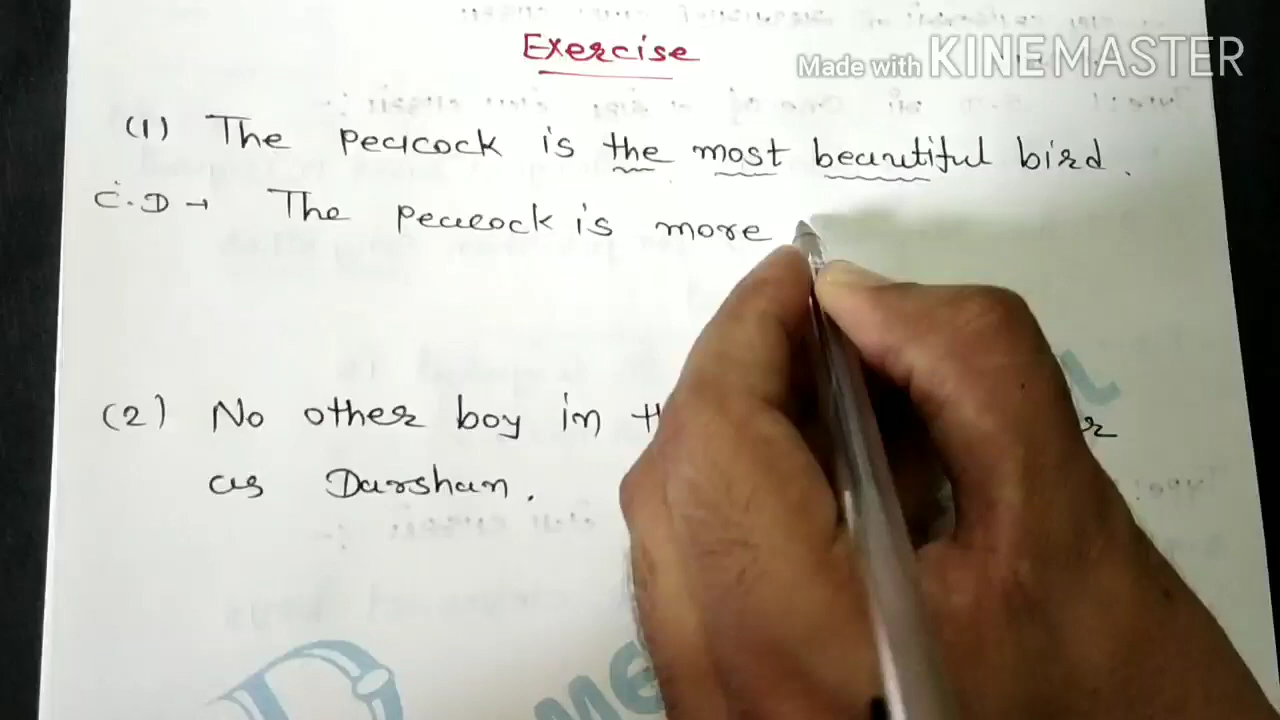 Exercise
Made with KINEMASTER
(1) The peacock is the most beautiful bird.
C.D → The peacock is more
(2) No other boy in
as Darshan.